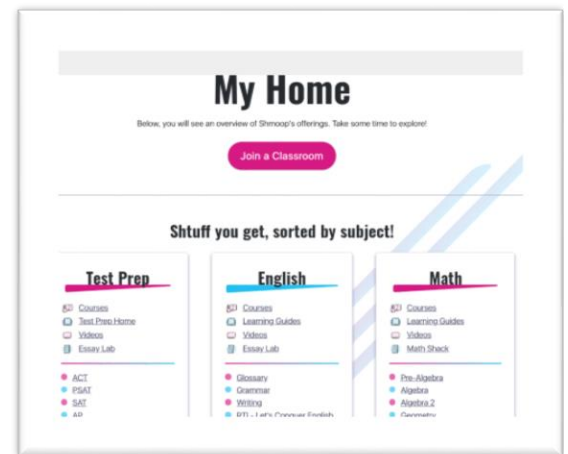 My Home
Below, you will see an overview of Shmoop's offerings. Take some time to explore!
Join a Classroom
Shtuff you get, sorted by subject!
Test Prep
Courses
Test Prep Home
Videos
Essay Lab
ACT
PSAT
SAT
AP
English
Courses
Learning Guides
Videos
Essay Lab
Glossary
Grammar
Writing
RTI - Let's Conquer English
Math
Courses
Learning Guides
Videos
Math Shack
Pre-Algebra
Algebra
Algebra 2
Geometry